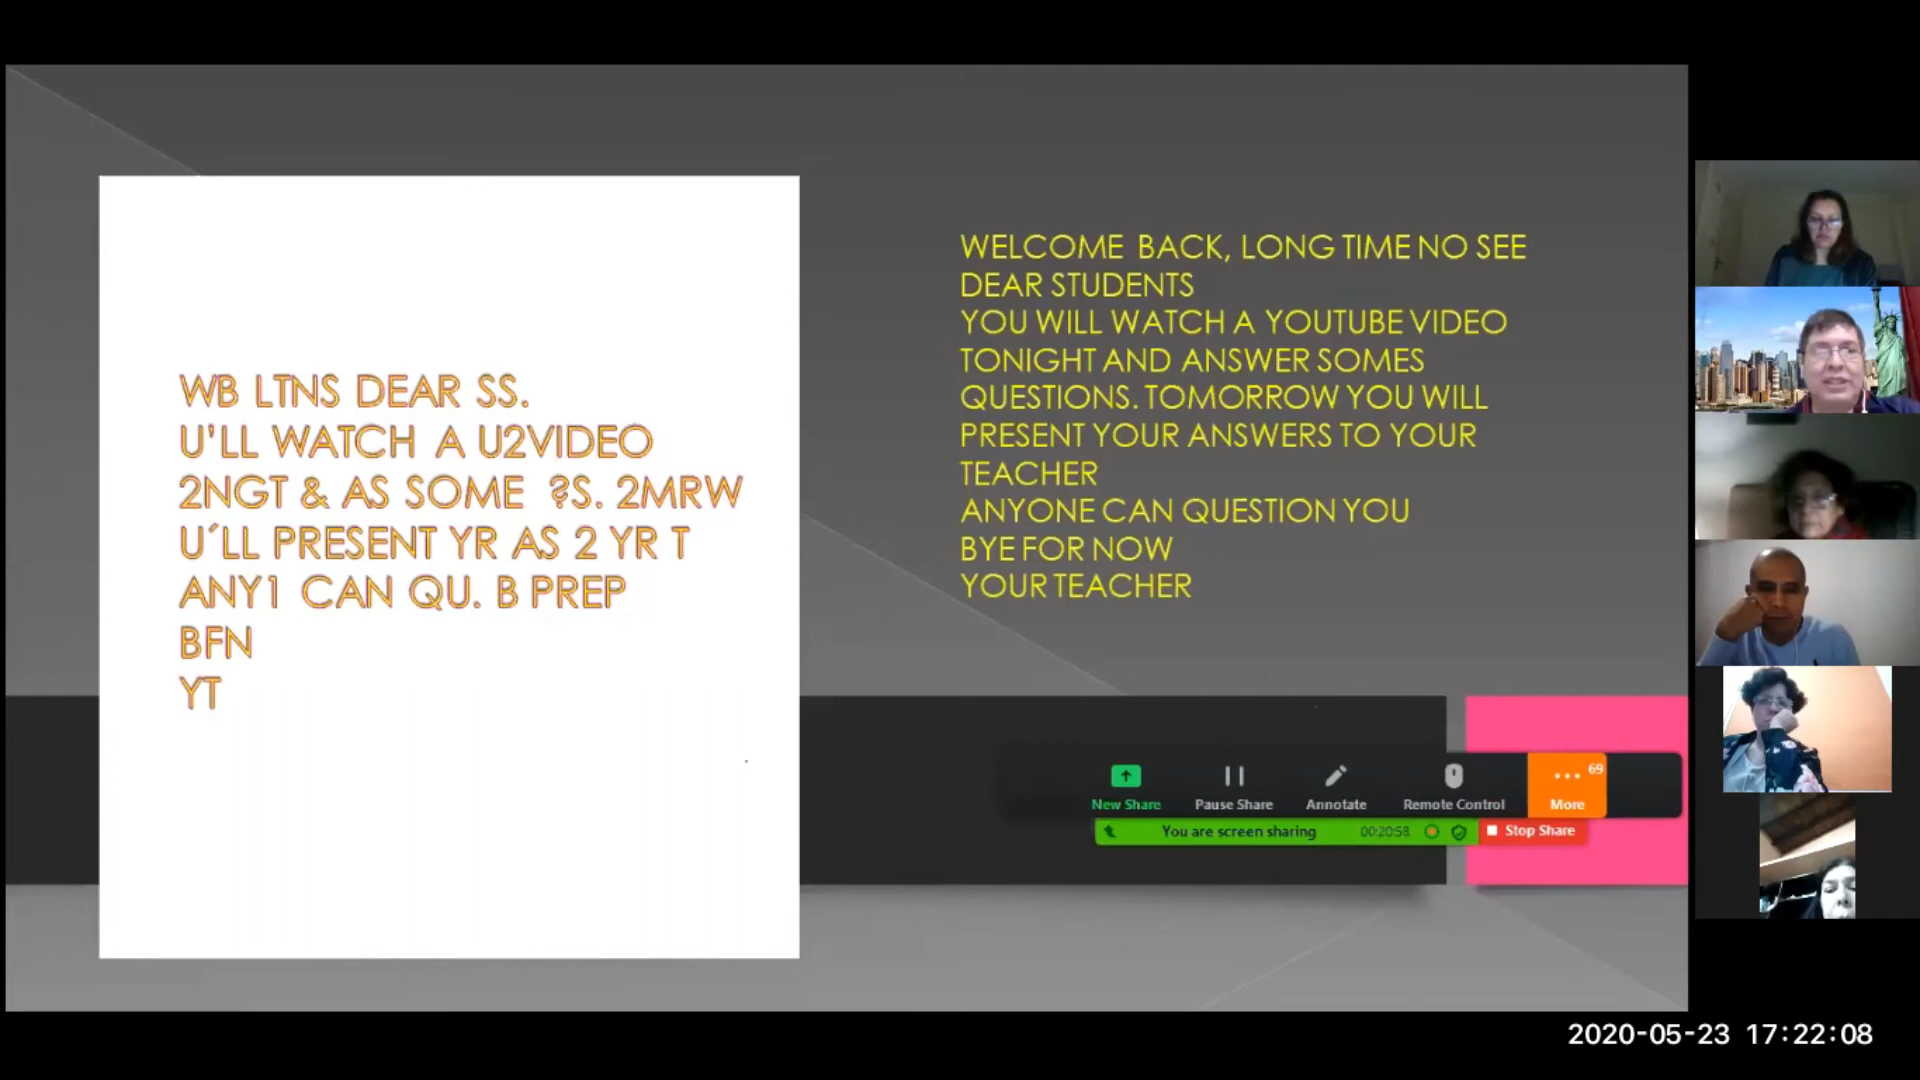 WB LTNS DEAR SS.
U'LL WATCH A U2VIDEO
2NGT & AS SOME ?S. 2MRW
U´LL PRESENT YR AS 2 YR T
ANY1 CAN QU. B PREP
BFN
YT
WELCOME BACK, LONG TIME NO SEE
DEAR STUDENTS
YOU WILL WATCH A YOUTUBE VIDEO
TONIGHT AND ANSWER SOMES
QUESTIONS. TOMORROW YOU WILL
PRESENT YOUR ANSWERS TO YOUR
TEACHER
ANYONE CAN QUESTION YOU
BYE FOR NOW
YOUR TEACHER
New Share Pause Share Annotate Remote Control 69 More
You are screen sharing 00:20:58 Stop Share
2020-05-23 17:22:08